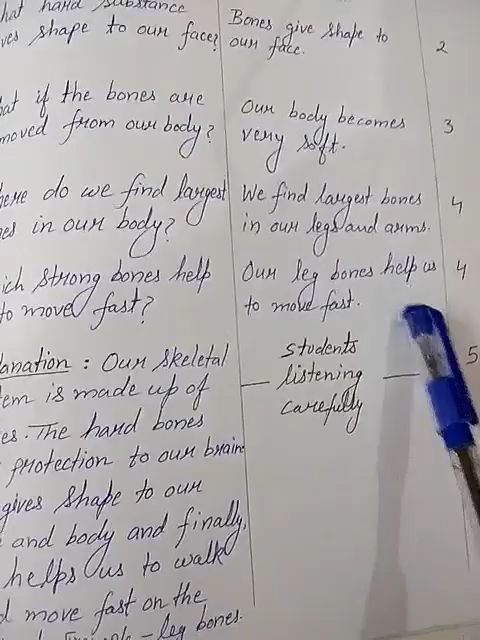 hat hard substance
ves shape to our face?
at if the bones are
moved from our body?
ere do we find largest
es in our body?
ich strong bones help
to move fast?
lanation : Our skeletal
tem is made up of
es. The hard bones
protection to our brain
gives shape to our
and body and finally,
helps us to walk
d move fast on the
– leg bones.
Bones give shape to
our face.
2
Our body becomes
very soft.
3
We find largest bones
in our legs and arms.
4
Our leg bones help us
to move fast.
4
students
— listening —
carefully
5